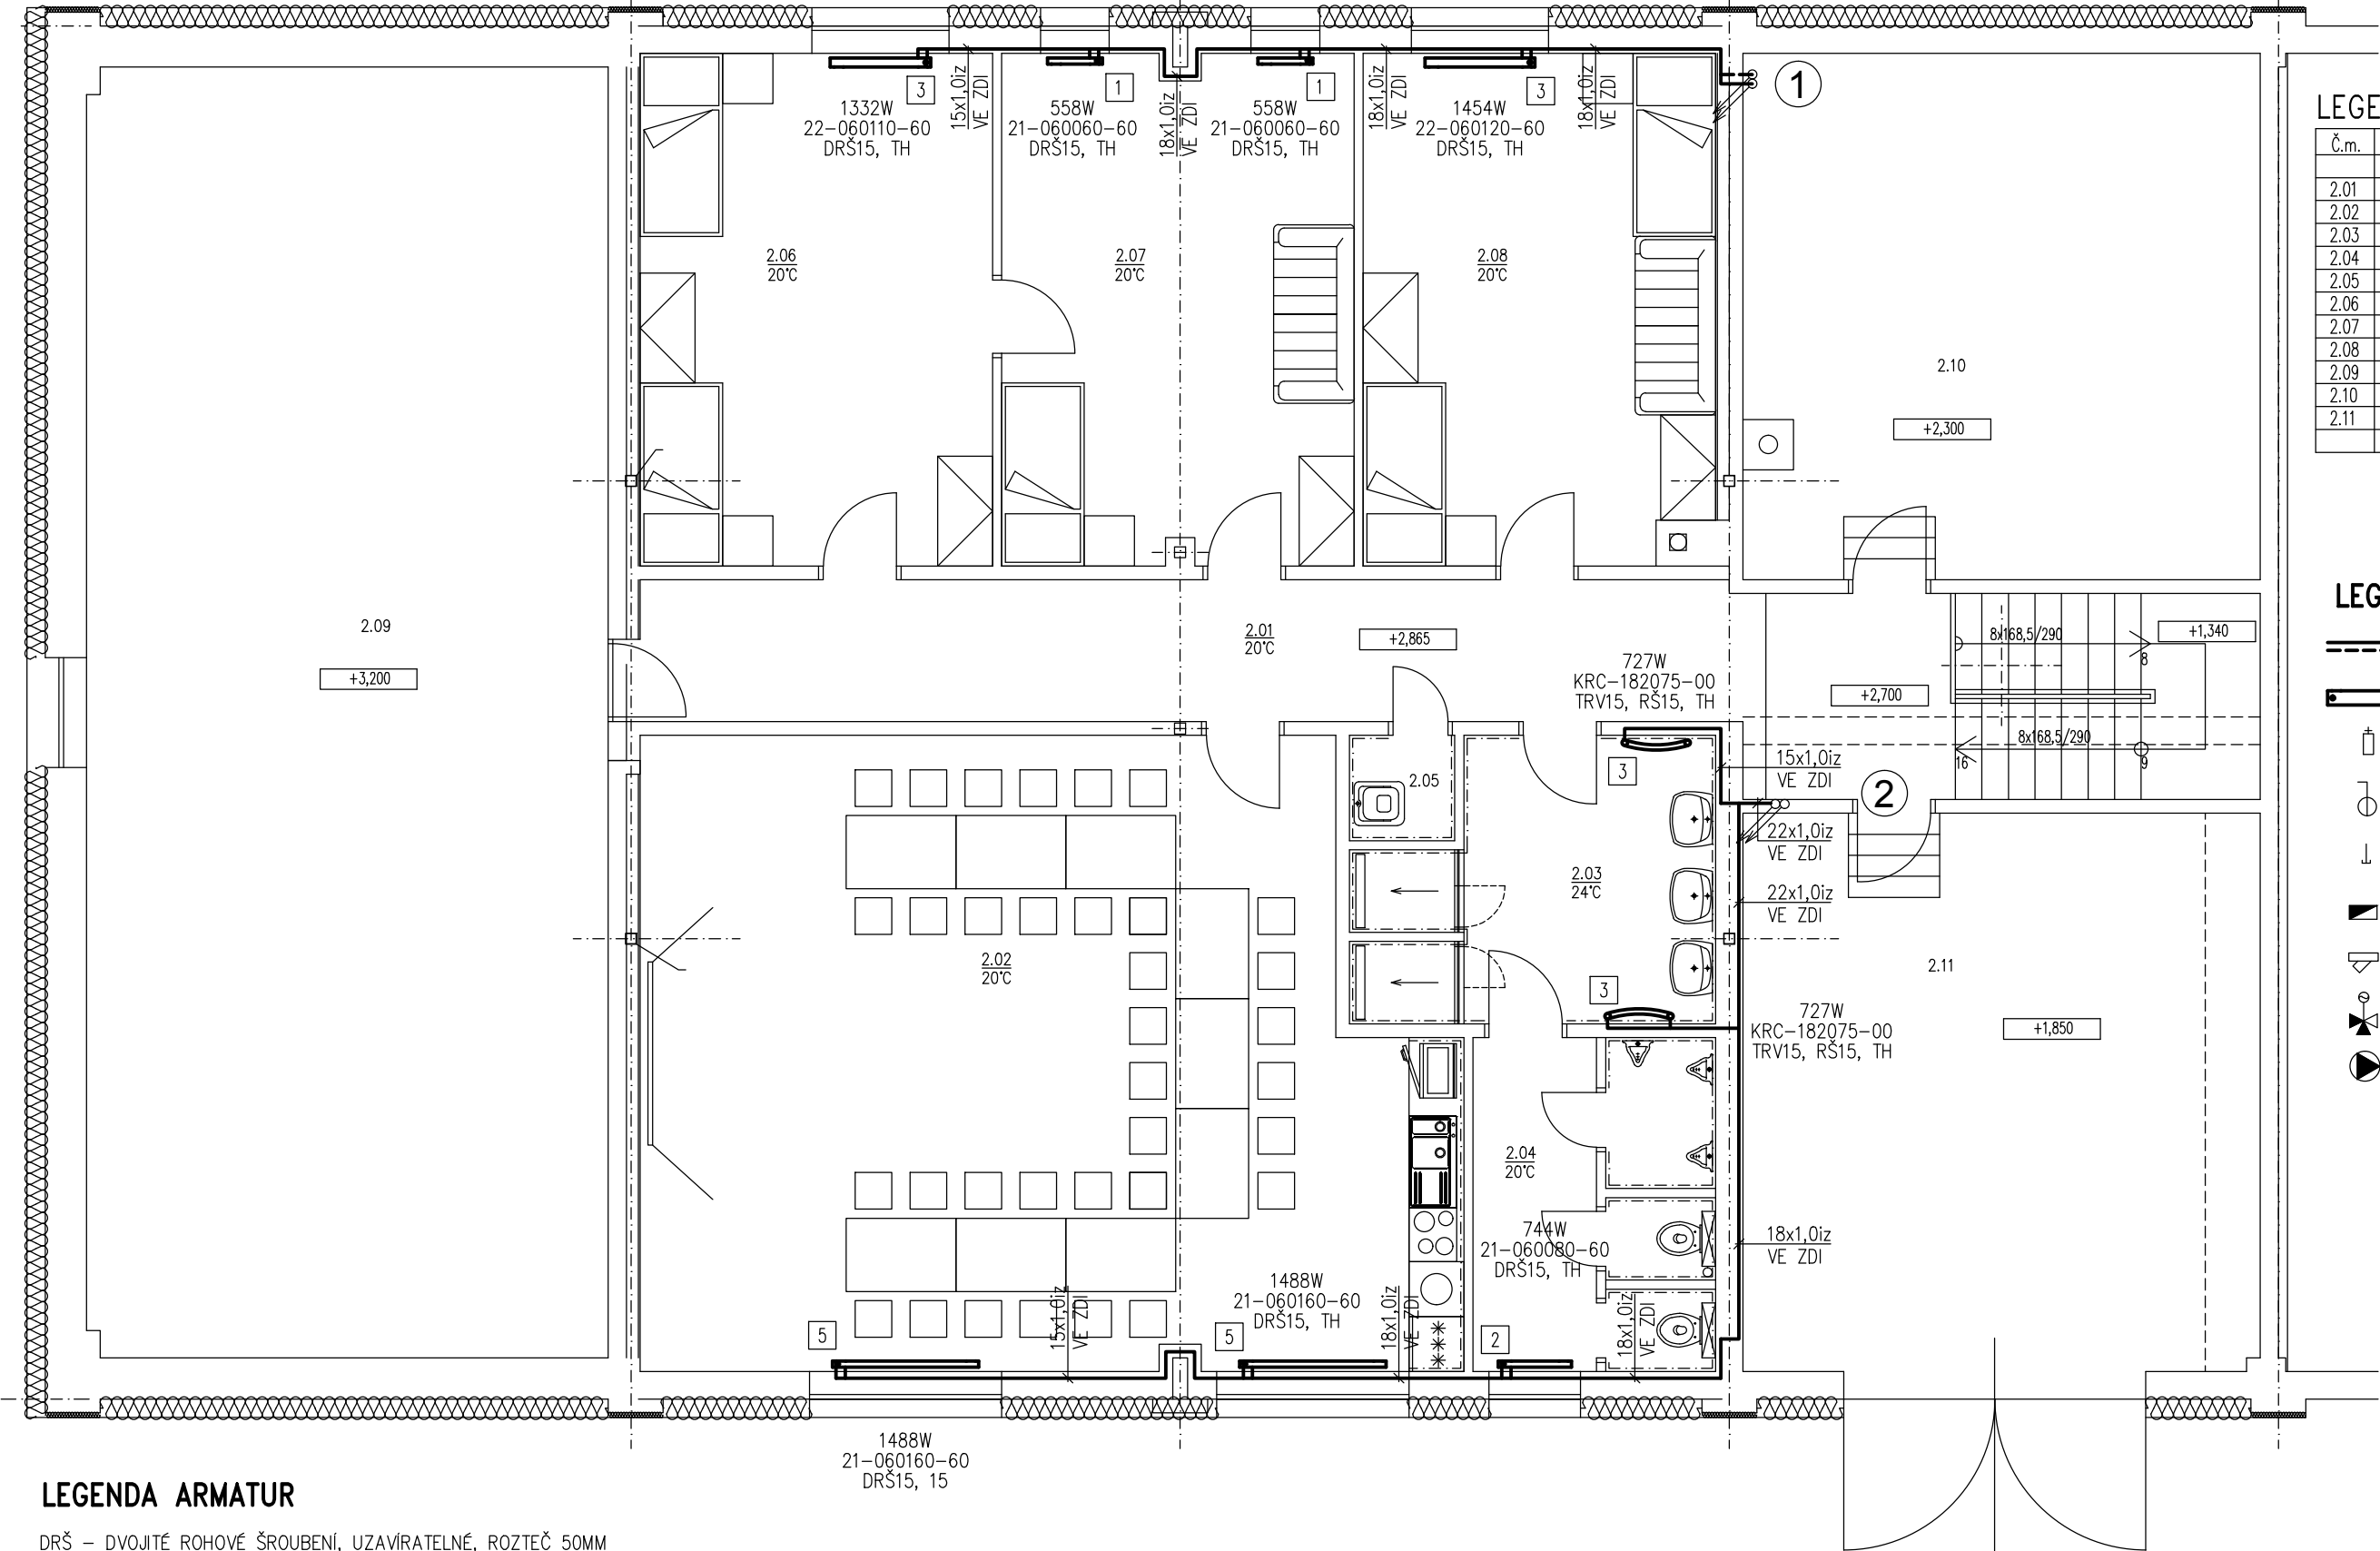 3
1332W
22-060110-60
DRŠ15, TH
15x1,0iz
VE ZDI
1
558W
21-060060-60
DRŠ15, TH
18x1,0iz
VE ZDI
1
558W
21-060060-60
DRŠ15, TH
18x1,0iz
VE ZDI
3
1454W
22-060120-60
DRŠ15, TH
18x1,0iz
VE ZDI
1
LEGE
Č.m.
2.01
2.02
2.03
2.04
2.05
2.06
2.07
2.08
2.09
2.10
2.11
2.06
20°C
2.07
20°C
2.08
20°C
2.10
+2,300
LEG
2.09
+3,200
2.01
20°C
+2,865
727W
KRC-182075-00
TRV15, RŠ15, TH
8x168,5/290
8
+1,340
+2,700
8x168,5/290
16
9
3
15x1,0iz
VE ZDI
2
2.05
22x1,0iz
VE ZDI
2.03
24°C
22x1,0iz
VE ZDI
2.02
20°C
3
2.11
727W
KRC-182075-00
TRV15, RŠ15, TH
+1,850
2.04
20°C
744W
21-060080-60
DRŠ15, TH
18x1,0iz
VE ZDI
1488W
21-060160-60
DRŠ15, TH
15x1,0iz
VE ZDI
18x1,0iz
VE ZDI
18x1,0iz
VE ZDI
5
5
2
1488W
21-060160-60
DRŠ15, 15
LEGENDA ARMATUR
DRŠ – DVOJITÉ ROHOVÉ ŠROUBENÍ, UZAVÍRATELNÉ, ROZTEČ 50MM